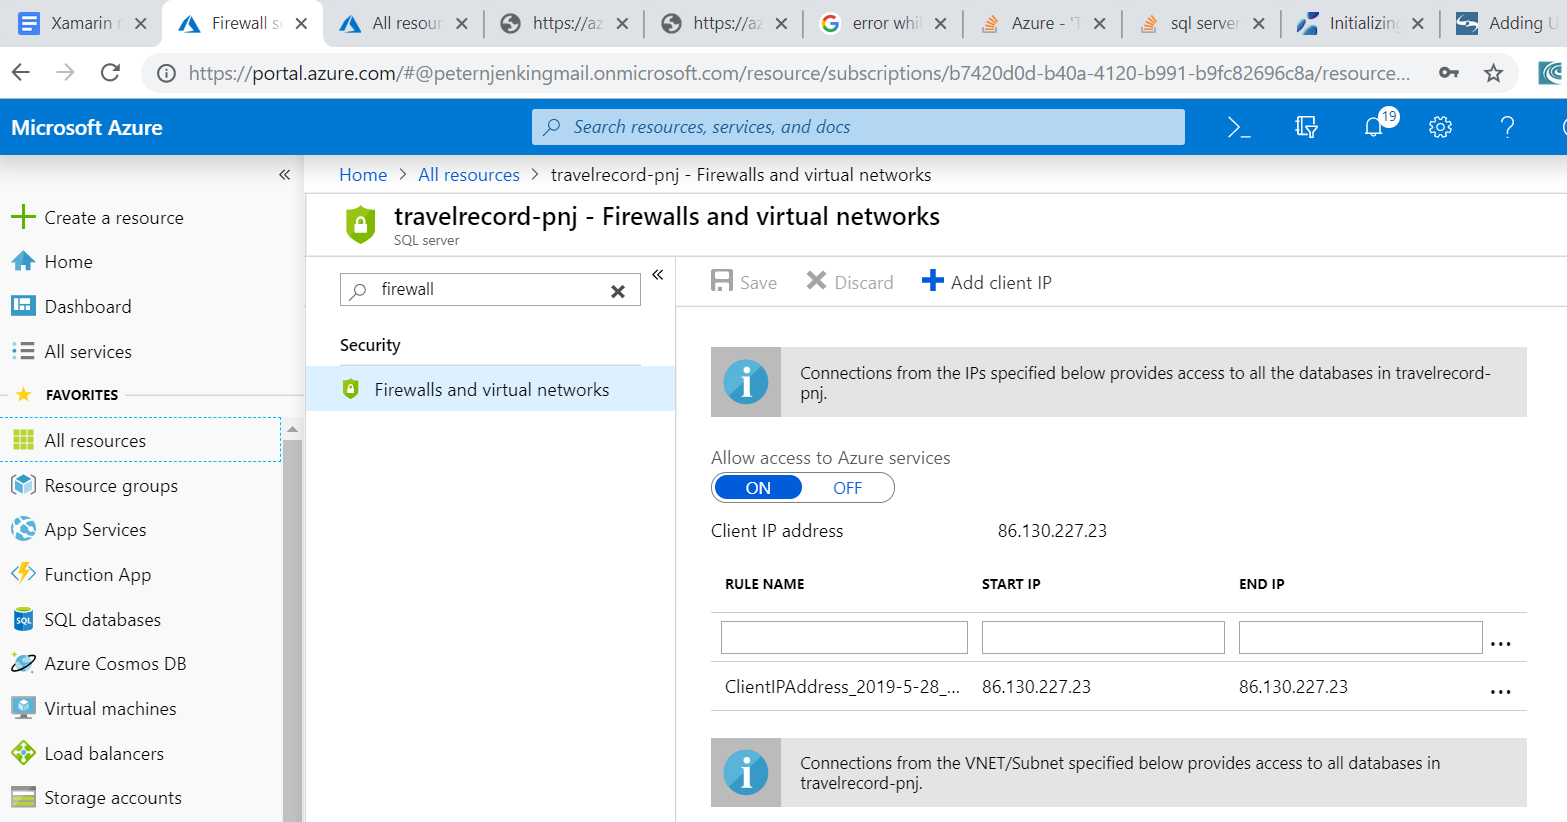 Xamarin r
Firewall se
All resour
https://az
https://az
error whi
Azure - 'T
sql server
Initializing
Adding U
https://portal.azure.com/#@peternjenkingmail.onmicrosoft.com/resource/subscriptions/b7420d0d-b40a-4120-b991-b9fc82696c8a/resource...
Microsoft Azure
Search resources, services, and docs
19
Home > All resources > travelrecord-pnj - Firewalls and virtual networks
Create a resource
Home
Dashboard
All services
FAVORITES
All resources
Resource groups
App Services
Function App
SQL
SQL databases
Azure Cosmos DB
Virtual machines
Load balancers
Storage accounts
travelrecord-pnj - Firewalls and virtual networks
SQL server
firewall
Security
Firewalls and virtual networks
Save
Discard
Add client IP
Connections from the IPs specified below provides access to all the databases in travelrecord-
pnj.
Allow access to Azure services
ON OFF
Client IP address 86.130.227.23
RULE NAME START IP END IP
...
ClientIPAddress_2019-5-28_... 86.130.227.23 86.130.227.23 ...
Connections from the VNET/Subnet specified below provides access to all databases in
travelrecord-pnj.